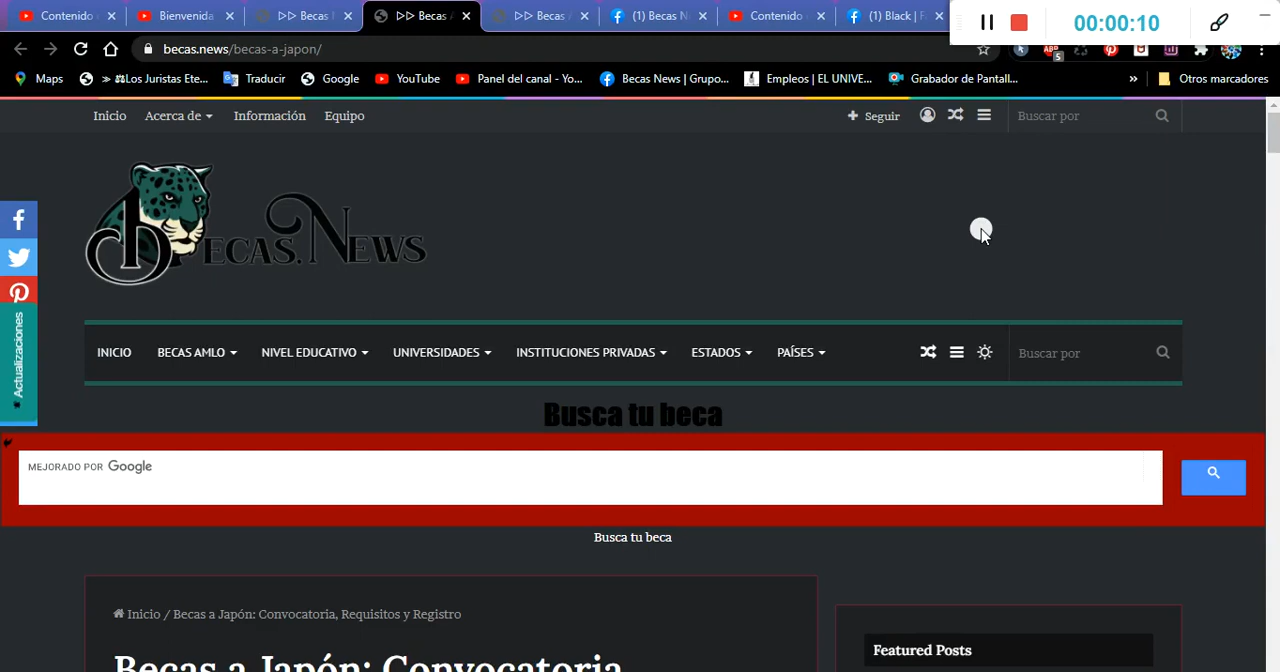 Contenido
Bienvenida
▷▷ Becas N
▷▷ Becas A
▷▷ Becas A
(1) Becas N
Contenido
(1) Black | F
00:00:10
becas.news/becas-a-japon/
ABP
5
Maps
» ⚖Los Juristas Ete...
Traducir
Google
YouTube
Panel del canal - Yo...
Becas News | Grupo...
Empleos | EL UNIVE...
Grabador de Pantall...
»
Otros marcadores
Inicio
Acerca de
Información
Equipo
+ Seguir
Buscar por
Becas.News
Actualizaciones
INICIO
BECAS AMLO
NIVEL EDUCATIVO
UNIVERSIDADES
INSTITUCIONES PRIVADAS
ESTADOS
PAÍSES
Buscar por
Busca tu beca
MEJORADO POR Google
Busca tu beca
Inicio / Becas a Japón: Convocatoria, Requisitos y Registro
Becas a Japón: Convocatoria,
Featured Posts